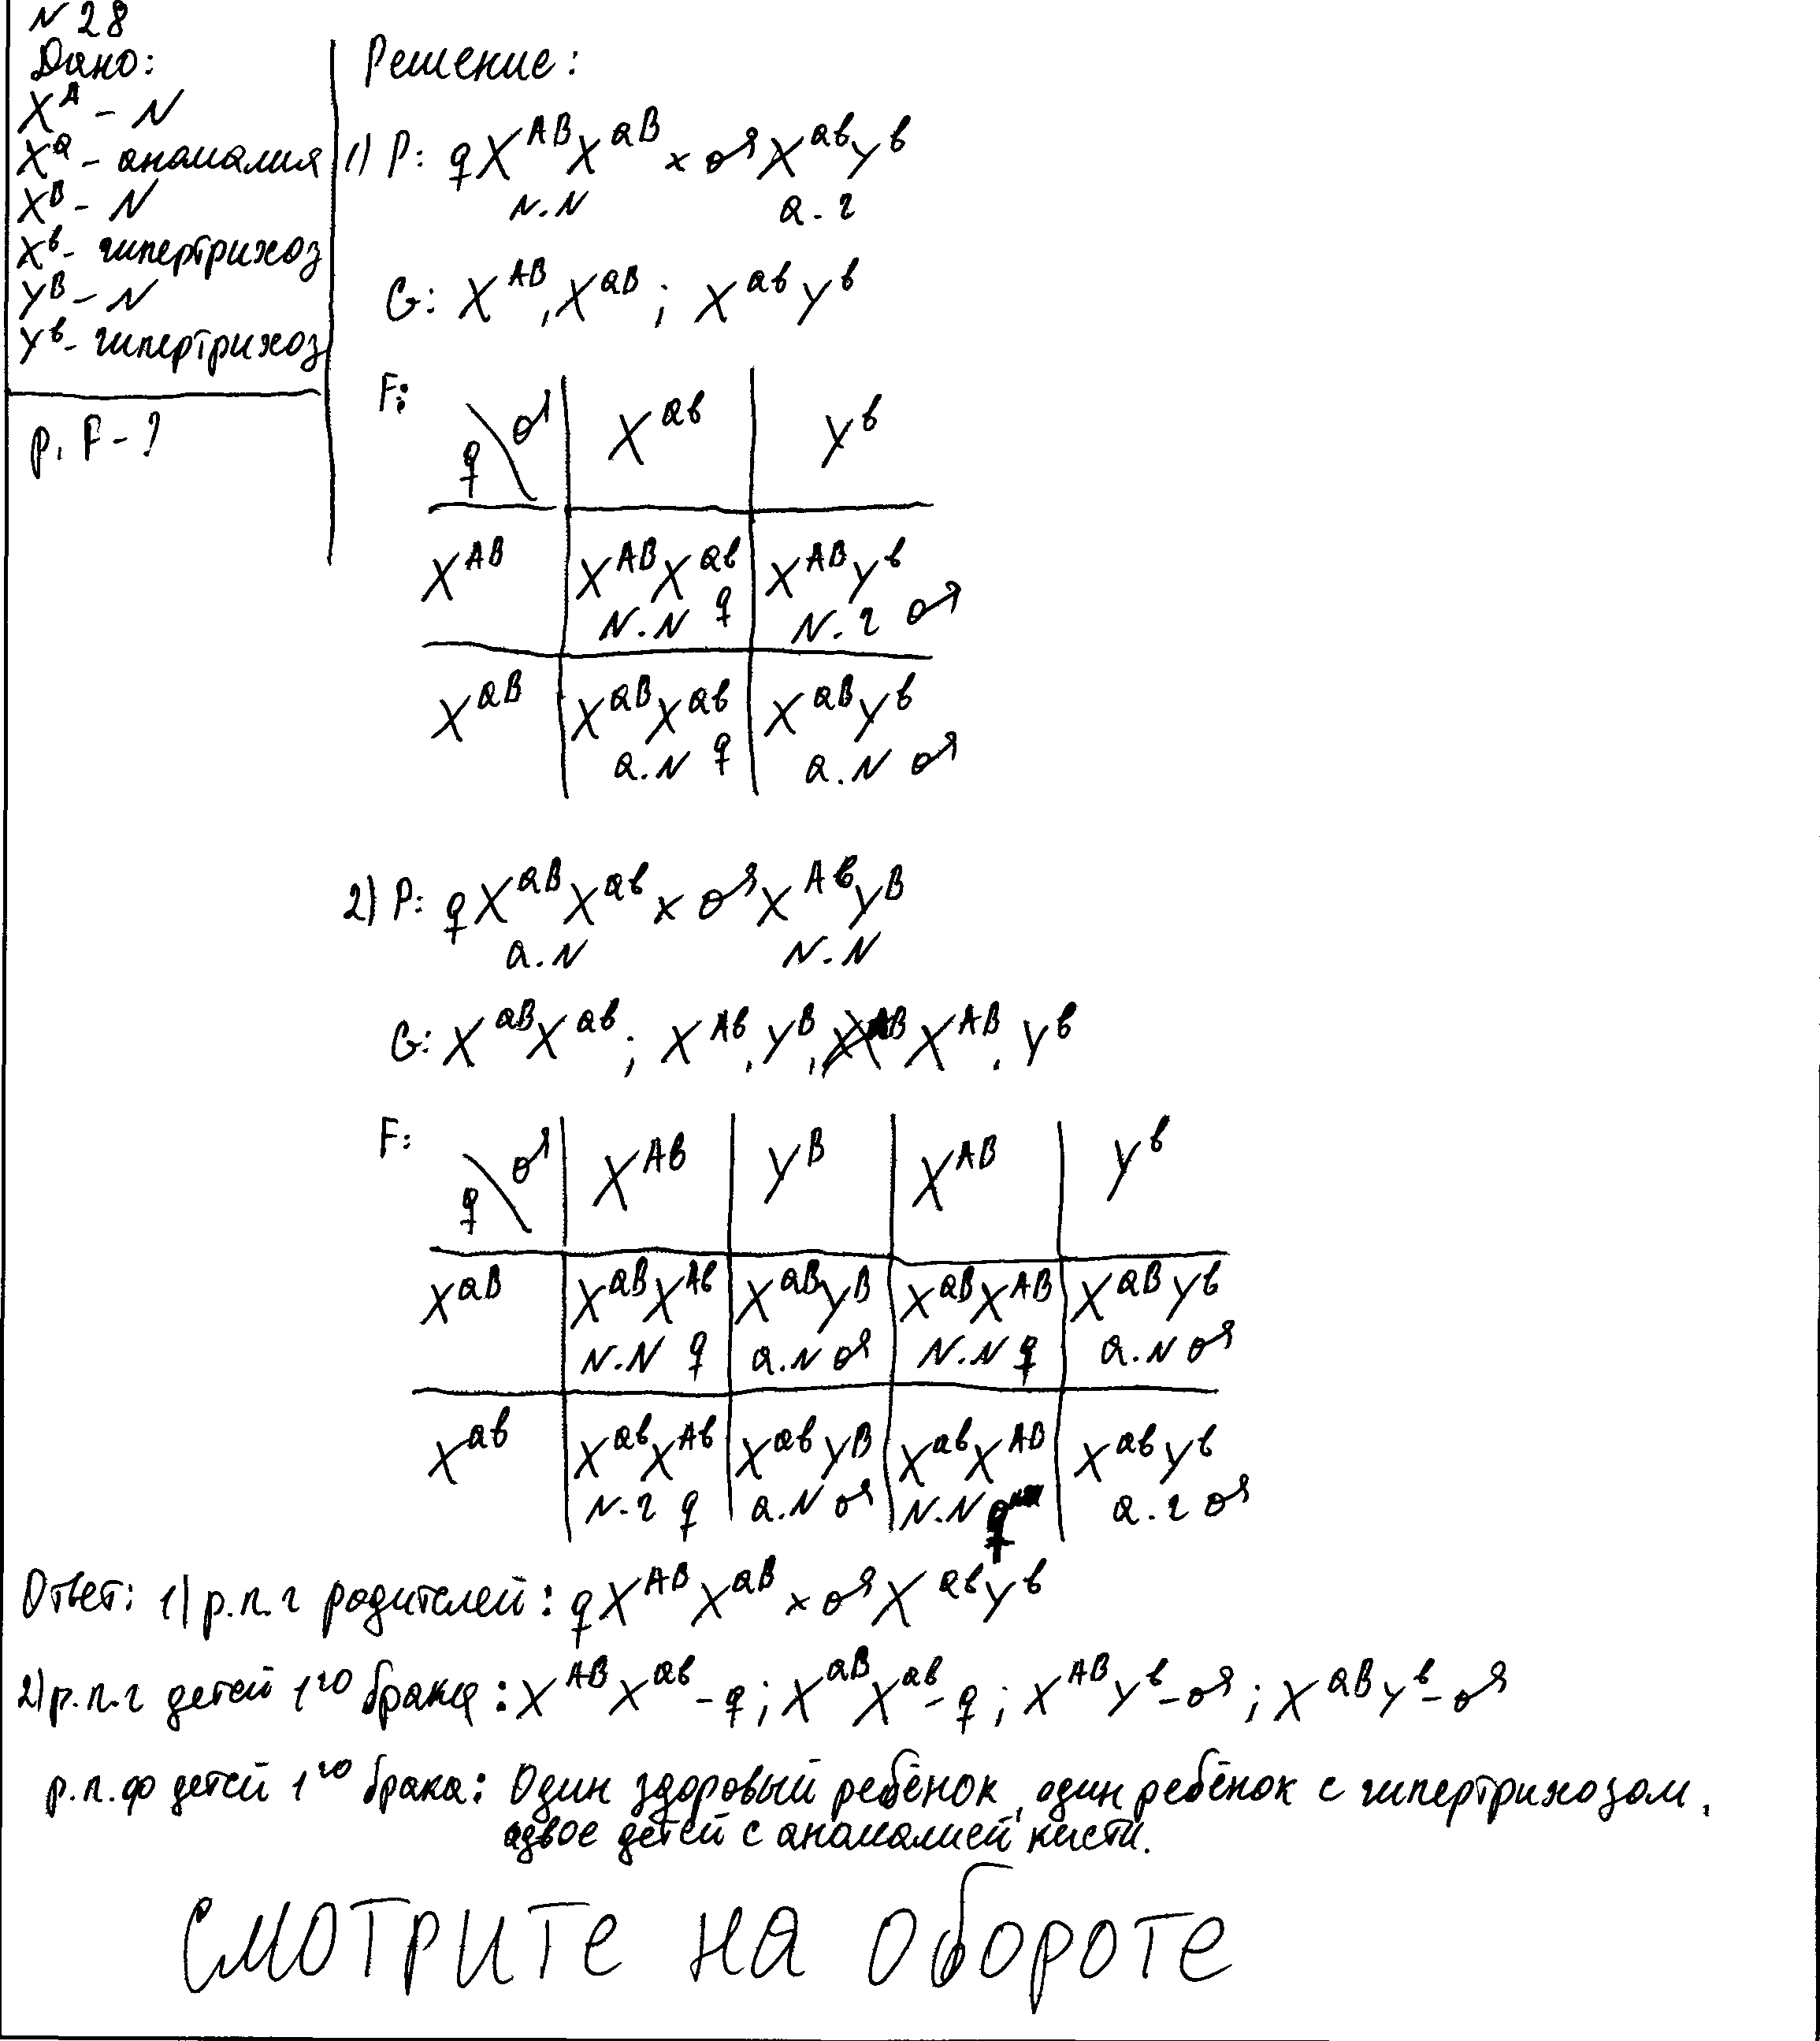 N 28
Дано:
X^A - N
X^a - аномалия
X^B - N
X^b - гипертрихоз
Y^B - N
Y^b - гипертрихоз
P, F - ?
Решение:
1) P: ♀ X^AB X^aB × ♂ X^ab Y^b
N.N a.г
G: X^AB, X^aB; X^ab Y^b
F: ♀ ♂ X^ab Y^b
X^AB X^AB X^ab X^AB Y^b
N.N ♀ N.г ♂
X^aB X^aB X^ab X^aB Y^b
a.N ♀ a.N ♂
2) P: ♀ X^aB X^ab × ♂ X^Ab Y^B
a.N N.N
G: X^aB X^ab; X^Ab, Y^B, X^AB, Y^b
F: ♀ ♂ X^Ab Y^B X^AB Y^b
X^aB X^aB X^Ab X^aB Y^B X^aB X^AB X^aB Y^b
N.N ♀ a.N ♂ N.N ♀ a.N ♂
X^ab X^ab X^Ab X^ab Y^B X^ab X^AB X^ab Y^b
N.г ♀ a.N ♂ N.N ♀ a.г ♂
Ответ: 1) р.п.г родителей: ♀ X^AB X^aB × ♂ X^ab Y^b
2) р.п.г детей 1го брака: X^AB X^ab - ♀; X^aB X^ab - ♀; X^AB Y^b - ♂; X^aB Y^b - ♂
р.п.ф детей 1го брака: Один здоровый ребёнок, один ребёнок с гипертрихозом,
двое детей с аномалией кисти.
смотрите на обороте